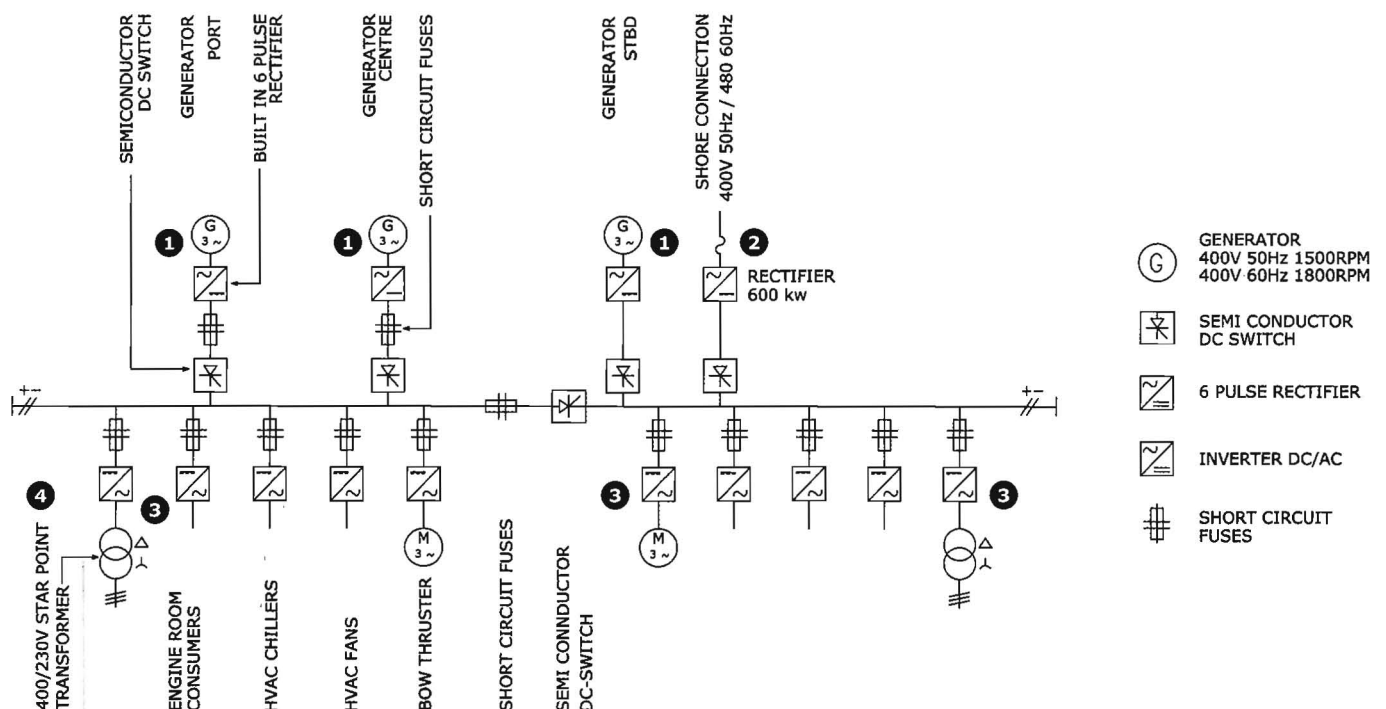 SEMICONDUCTOR
DC SWITCH
GENERATOR
PORT
BUILT IN 6 PULSE
RECTIFIER
GENERATOR
CENTRE
SHORT CIRCUIT FUSES
GENERATOR
STBD
SHORE CONNECTION
400V 50Hz / 480 60Hz
1
G
3 ~
1
G
3 ~
G
3 ~
1
2
RECTIFIER
600 kw
+ -
+ -
4
3
3
3
M
3 ~
M
3 ~
400/230V STAR POINT
TRANSFORMER
ENGINE ROOM
CONSUMERS
HVAC CHILLERS
HVAC FANS
BOW THRUSTER
SHORT CIRCUIT FUSES
SEMI CONNDUCTOR
DC-SWITCH
G
GENERATOR
400V 50Hz 1500RPM
400V 60Hz 1800RPM
SEMI CONDUCTOR
DC SWITCH
6 PULSE RECTIFIER
INVERTER DC/AC
SHORT CIRCUIT
FUSES